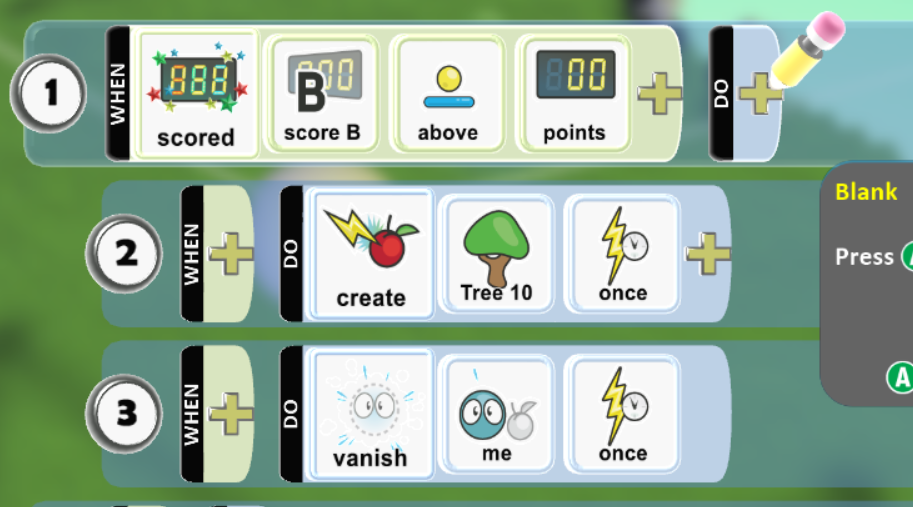 1 WHEN scored score B above points DO
Blank
2 WHEN DO create Tree 10 once
Press A
3 WHEN DO vanish me once
A